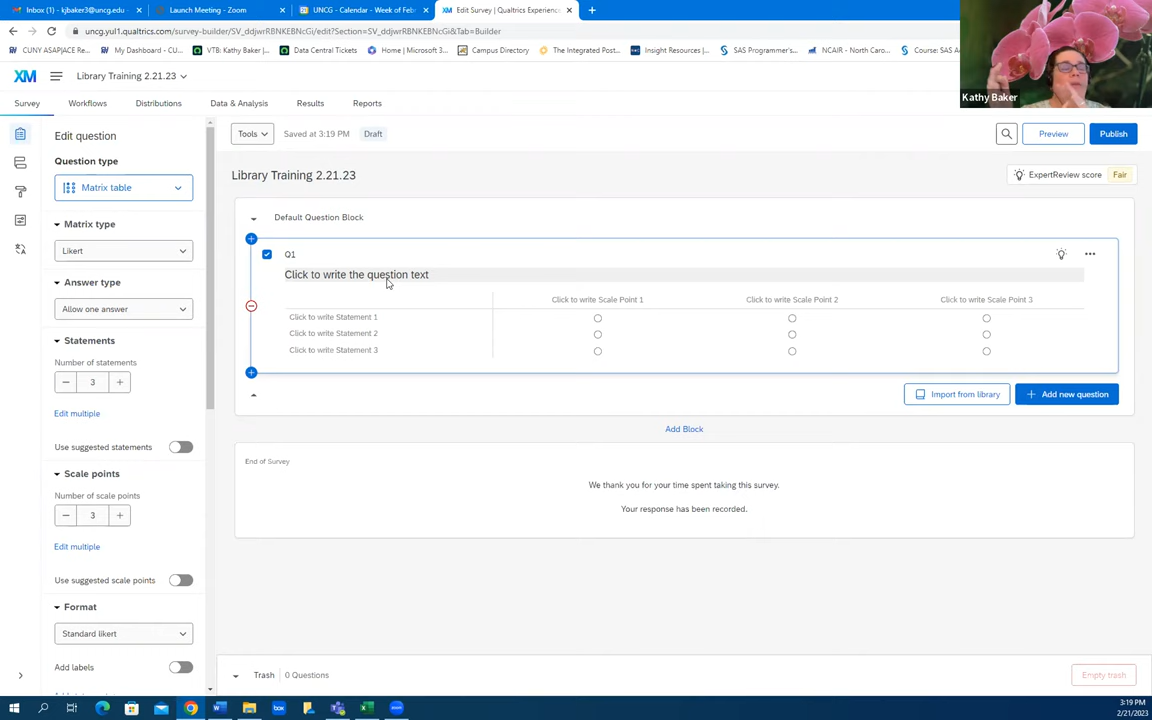 Inbox (1) - kjbaker3@uncg.edu -
Launch Meeting - Zoom
UNCG - Calendar - Week of Feb
Edit Survey | Qualtrics Experience
uncg.yul1.qualtrics.com/survey-builder/SV_ddjwrRBNKEBNcGi/edit?Section=SV_ddjwrRBNKEBNcGi&Tab=Builder
CUNY ASAP|ACE Re...
My Dashboard - CU...
VTB: Kathy Baker /...
Data Central Tickets
Home | Microsoft 3...
Campus Directory
The Integrated Post...
Insight Resources |...
SAS Programmer's...
NCAIR - North Caro...
Course: SAS Ad
Kathy Baker
XM
Library Training 2.21.23
Survey
Workflows
Distributions
Data & Analysis
Results
Reports
Edit question
Tools
Saved at 3:19 PM
Draft
Preview
Publish
Question type
Matrix table
Library Training 2.21.23
ExpertReview score
Fair
Matrix type
Likert
Default Question Block
Q1
Click to write the question text
Answer type
Allow one answer
Click to write Scale Point 1
Click to write Scale Point 2
Click to write Scale Point 3
Click to write Statement 1
Click to write Statement 2
Click to write Statement 3
Statements
Number of statements
3
Edit multiple
Use suggested statements
Import from library
Add new question
Add Block
End of Survey
We thank you for your time spent taking this survey.
Your response has been recorded.
Scale points
Number of scale points
3
Edit multiple
Use suggested scale points
Format
Standard likert
Add labels
Trash
0 Questions
Empty trash
3:19 PM
2/21/2023